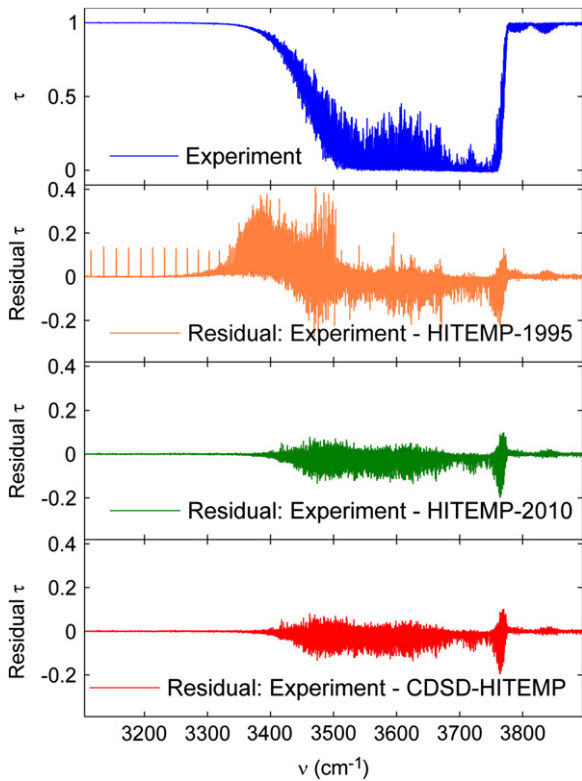 1
0.5
0
τ
Experiment
0.4
0.2
0
-0.2
Residual τ
Residual: Experiment - HITEMP-1995
0.4
0.2
0
-0.2
Residual τ
Residual: Experiment - HITEMP-2010
0.4
0.2
0
-0.2
Residual τ
Residual: Experiment - CDSD-HITEMP
3200 3300 3400 3500 3600 3700 3800
ν (cm⁻¹)